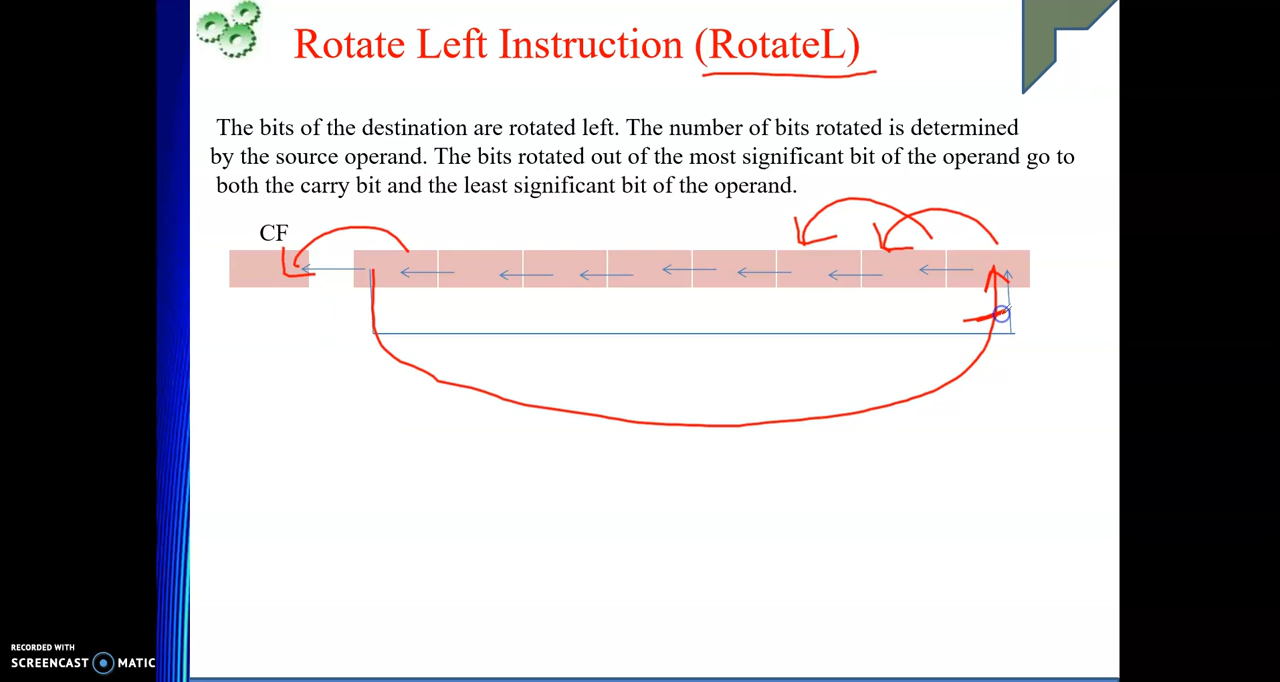 Rotate Left Instruction (RotateL)
The bits of the destination are rotated left. The number of bits rotated is determined
by the source operand. The bits rotated out of the most significant bit of the operand go to
both the carry bit and the least significant bit of the operand.
CF
RECORDED WITH
SCREENCAST MATIC